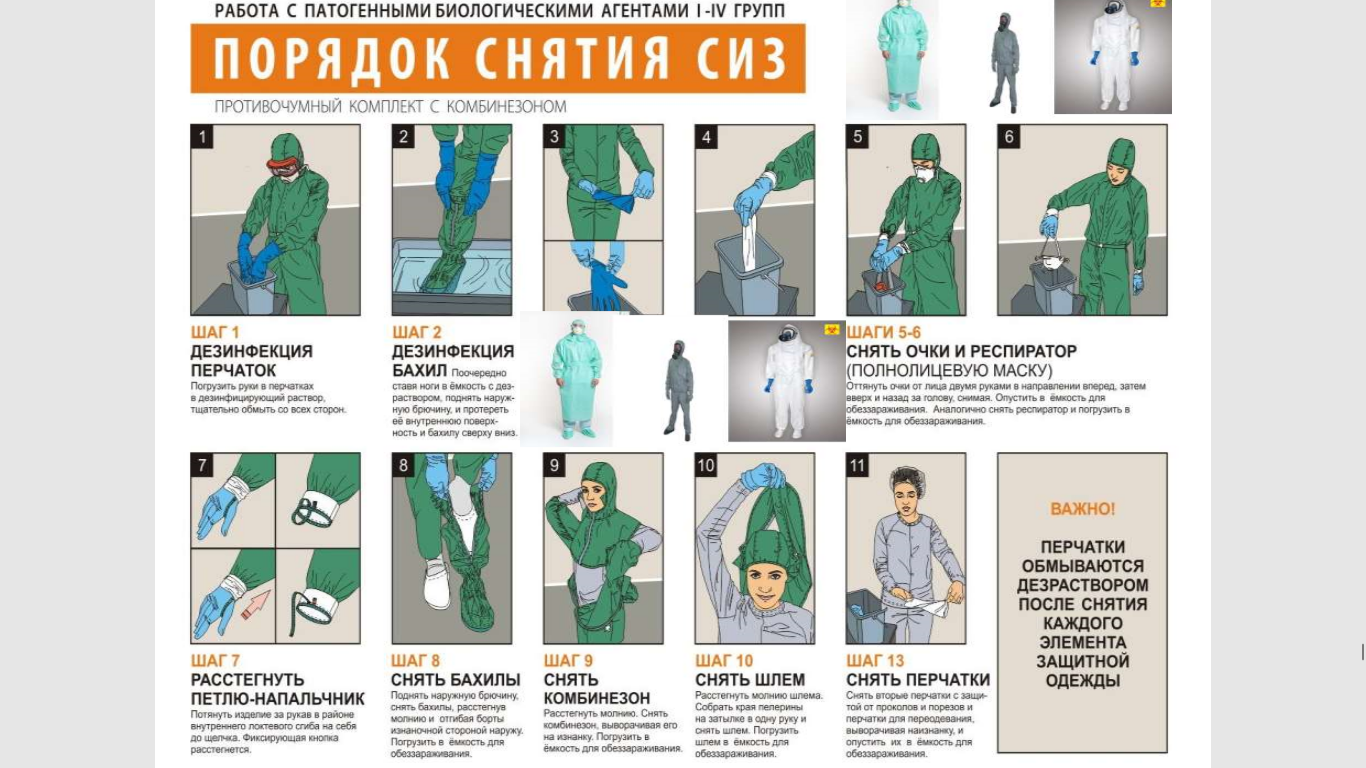 РАБОТА С ПАТОГЕННЫМИ БИОЛОГИЧЕСКИМИ АГЕНТАМИ I-IV ГРУПП
ПОРЯДОК СНЯТИЯ СИЗ
ПРОТИВОЧУМНЫЙ КОМПЛЕКТ С КОМБИНЕЗОНОМ
1
2
3
4
5
6
ШАГ 1
ДЕЗИНФЕКЦИЯ
ПЕРЧАТОК
Погрузить руки в перчатках
в дезинфицирующий раствор,
тщательно обмыть со всех сторон.
ШАГ 2
ДЕЗИНФЕКЦИЯ
БАХИЛ Поочередно
ставя ноги в ёмкость с дез-
раствором, поднять наруж-
ную брючину, и протереть
её внутреннюю поверх-
ность и бахилу сверху вниз.
ШАГИ 5-6
СНЯТЬ ОЧКИ И РЕСПИРАТОР
(ПОЛНОЛИЦЕВУЮ МАСКУ)
Оттянуть очки от лица двумя руками в направлении вперед, затем
вверх и назад за голову, снимая. Опустить в ёмкость для
обеззараживания. Аналогично снять респиратор и погрузить в
ёмкость для обеззараживания.
7
8
9
10
11
ШАГ 7
РАССТЕГНУТЬ
ПЕТЛЮ-НАПАЛЬЧНИК
Потянуть изделие за рукав в районе
внутреннего локтевого сгиба на себя
до щелчка. Фиксирующая кнопка
расстегнется.
ШАГ 8
СНЯТЬ БАХИЛЫ
Поднять наружную брючину,
снять бахилы, расстегнув
молнию и отгибая борты
изнаночной стороной наружу.
Погрузить в ёмкость для
обеззараживания.
ШАГ 9
СНЯТЬ
КОМБИНЕЗОН
Расстегнуть молнию. Снять
комбинезон, выворачивая его
на изнанку. Погрузить в
ёмкость для обеззараживания.
ШАГ 10
СНЯТЬ ШЛЕМ
Расстегнуть молнию шлема.
Собрать края пелерины
на затылке в одну руку и
снять шлем. Погрузить
шлем в ёмкость для
обеззараживания.
ШАГ 13
СНЯТЬ ПЕРЧАТКИ
Снять вторые перчатки с защи-
той от проколов и порезов и
перчатки для переодевания,
выворачивая наизнанку, и
опустить их в ёмкость для
обеззараживания.
ВАЖНО!
ПЕРЧАТКИ
ОБМЫВАЮТСЯ
ДЕЗРАСТВОРОМ
ПОСЛЕ СНЯТИЯ
КАЖДОГО
ЭЛЕМЕНТА
ЗАЩИТНОЙ
ОДЕЖДЫ